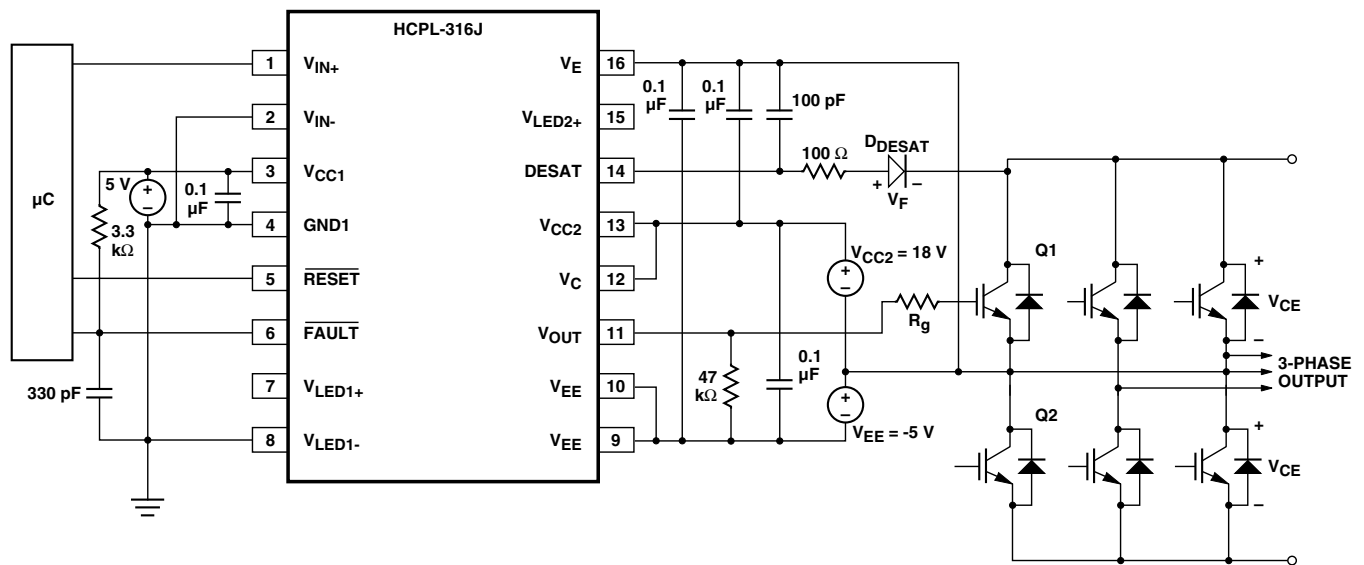 HCPL-316J
µC
1 VIN+
2 VIN-
3 VCC1
4 GND1
5 RESET
6 FAULT
7 VLED1+
8 VLED1-
VE 16
VLED2+ 15
DESAT 14
VCC2 13
VC 12
VOUT 11
VEE 10
VEE 9
5 V
+
–
0.1
µF
3.3
kΩ
330 pF
0.1
µF
0.1
µF
100 pF
100 Ω
DDESAT
+ VF –
VCC2 = 18 V
+
–
Rg
47
kΩ
0.1
µF
+
–
VEE = -5 V
Q1
Q2
+
VCE
–
3-PHASE
OUTPUT
+
VCE
–